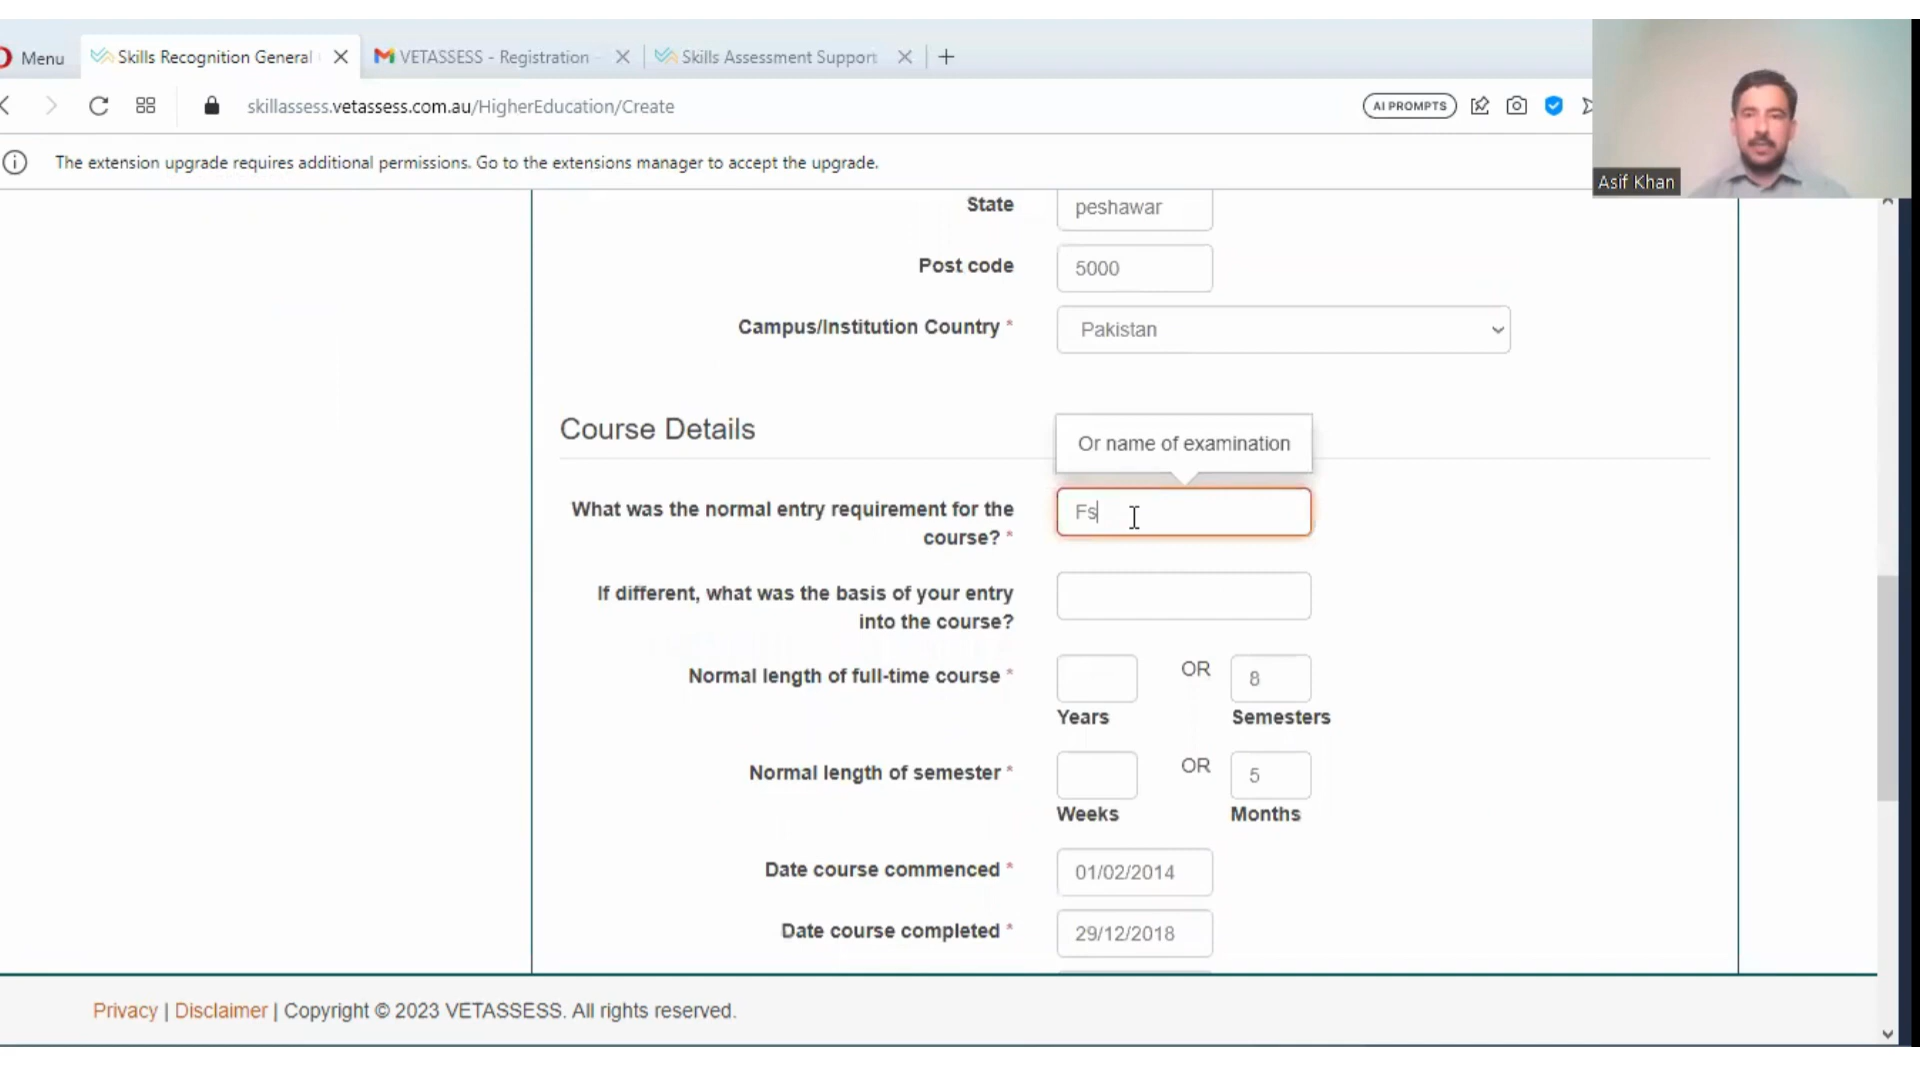 Menu
Skills Recognition General
VETASSESS - Registration
Skills Assessment Support
skillassess.vetassess.com.au/HigherEducation/Create
AI PROMPTS
The extension upgrade requires additional permissions. Go to the extensions manager to accept the upgrade.
Asif Khan
State
peshawar
Post code
5000
Campus/Institution Country *
Pakistan
Course Details
Or name of examination
What was the normal entry requirement for the
course? *
Fs
If different, what was the basis of your entry
into the course?
Normal length of full-time course *
OR
8
Years
Semesters
Normal length of semester *
OR
5
Weeks
Months
Date course commenced *
01/02/2014
Date course completed *
29/12/2018
Privacy | Disclaimer | Copyright © 2023 VETASSESS. All rights reserved.